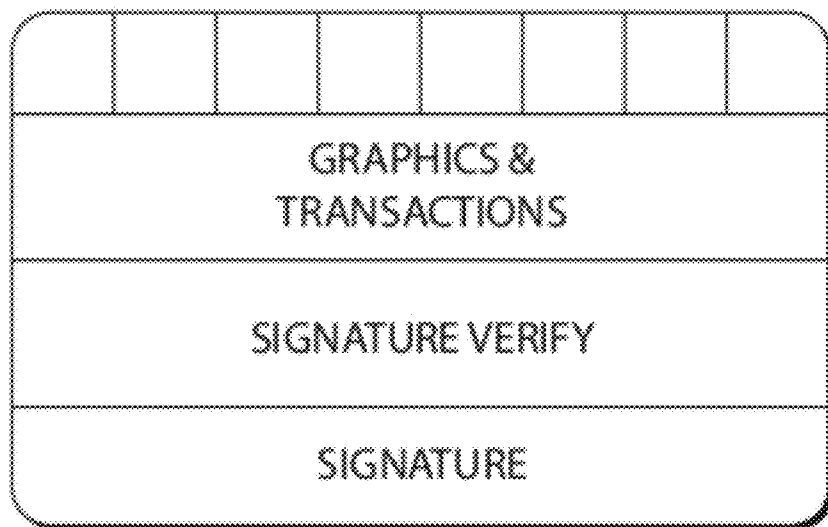 GRAPHICS &
TRANSACTIONS
SIGNATURE VERIFY
SIGNATURE